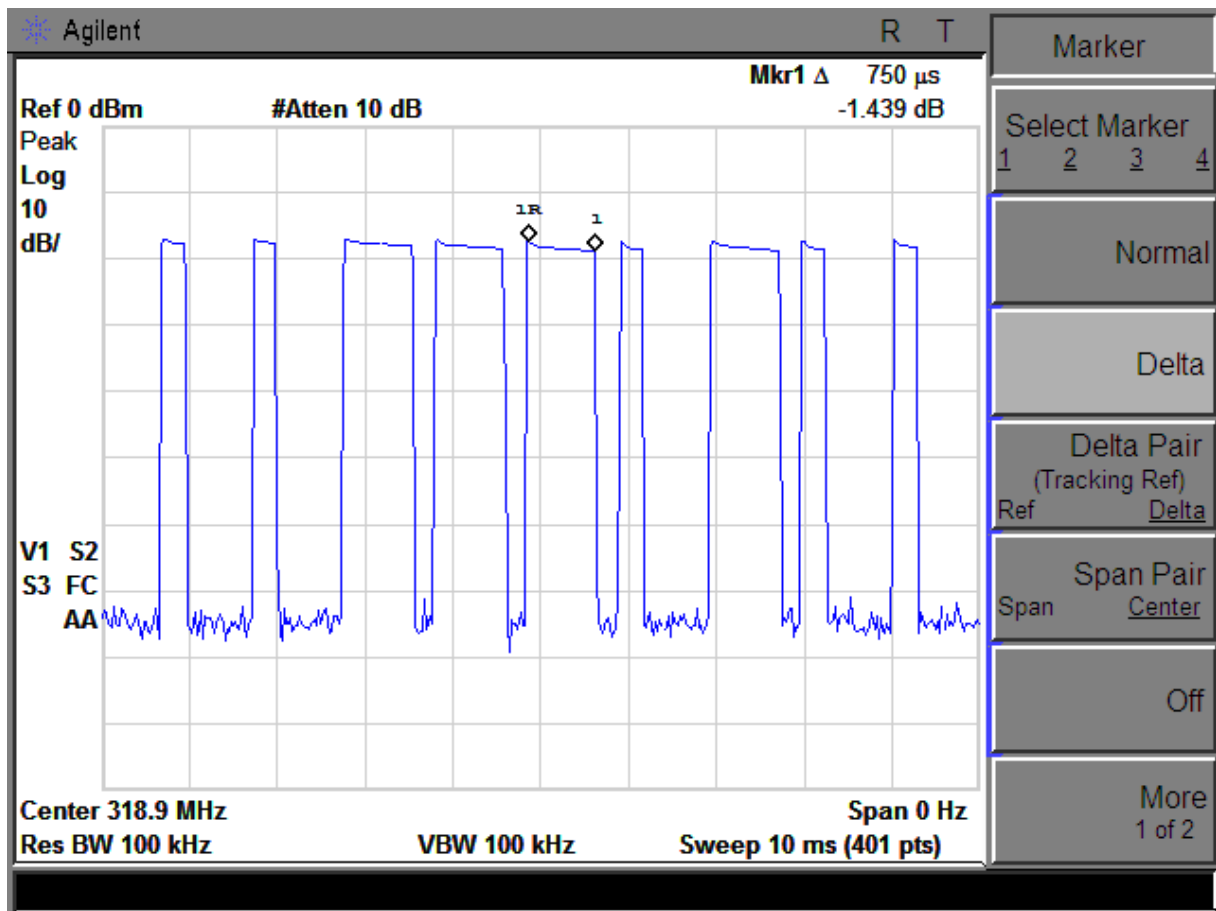 Agilent R T
Mkr1 Δ 750 μs
Ref 0 dBm #Atten 10 dB -1.439 dB
Peak
Log
10
dB/
1R
1
V1 S2
S3 FC
AA
Center 318.9 MHz Span 0 Hz
Res BW 100 kHz VBW 100 kHz Sweep 10 ms (401 pts)
Marker
Select Marker
1 2 3 4
Normal
Delta
Delta Pair
(Tracking Ref)
Ref Delta
Span Pair
Span Center
Off
More
1 of 2